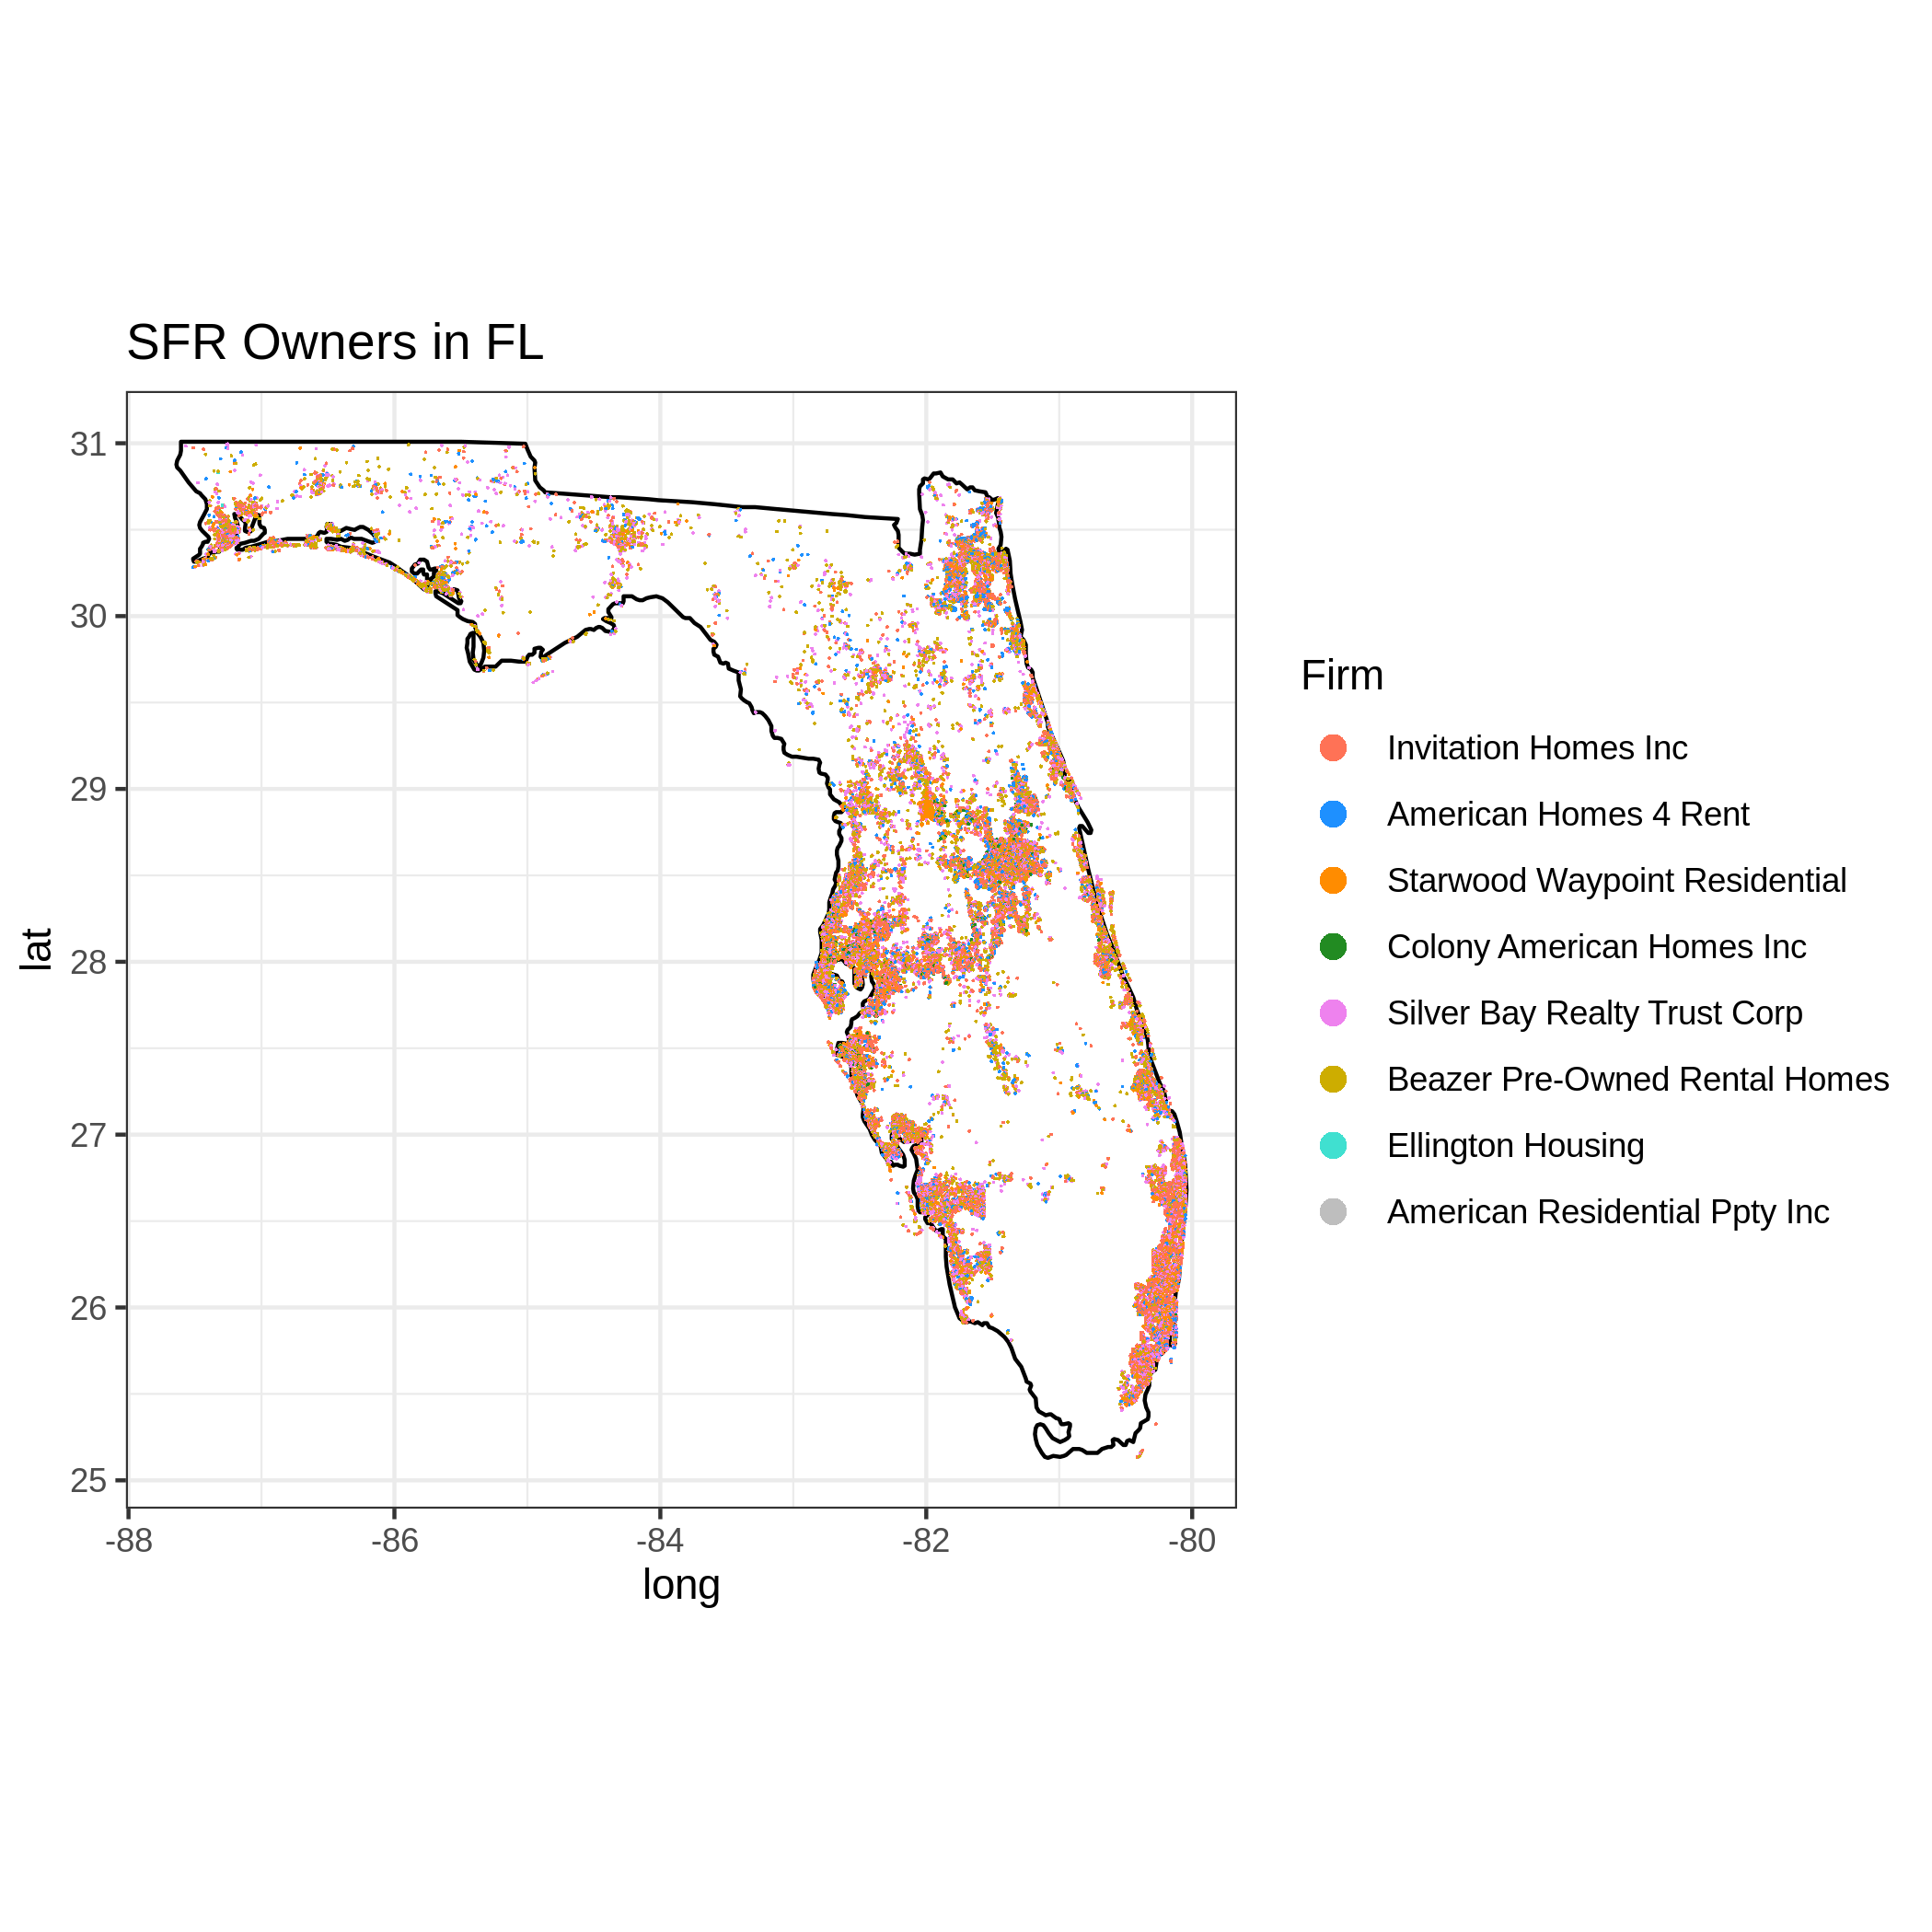 SFR Owners in FL
31
30
29
28
27
26
25
lat
-88 -86 -84 -82 -80
long
Firm
Invitation Homes Inc
American Homes 4 Rent
Starwood Waypoint Residential
Colony American Homes Inc
Silver Bay Realty Trust Corp
Beazer Pre-Owned Rental Homes
Ellington Housing
American Residential Ppty Inc